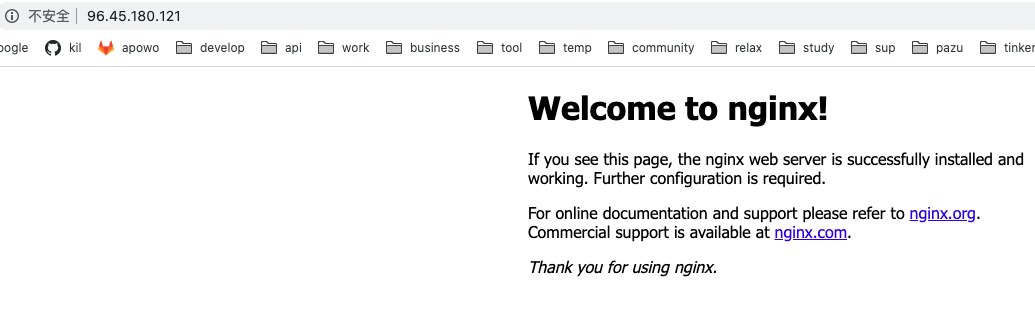 不安全 96.45.180.121
oogle kil apowo develop api work business tool temp community relax study sup pazu tinker
Welcome to nginx!
If you see this page, the nginx web server is successfully installed and
working. Further configuration is required.
For online documentation and support please refer to nginx.org.
Commercial support is available at nginx.com.
Thank you for using nginx.